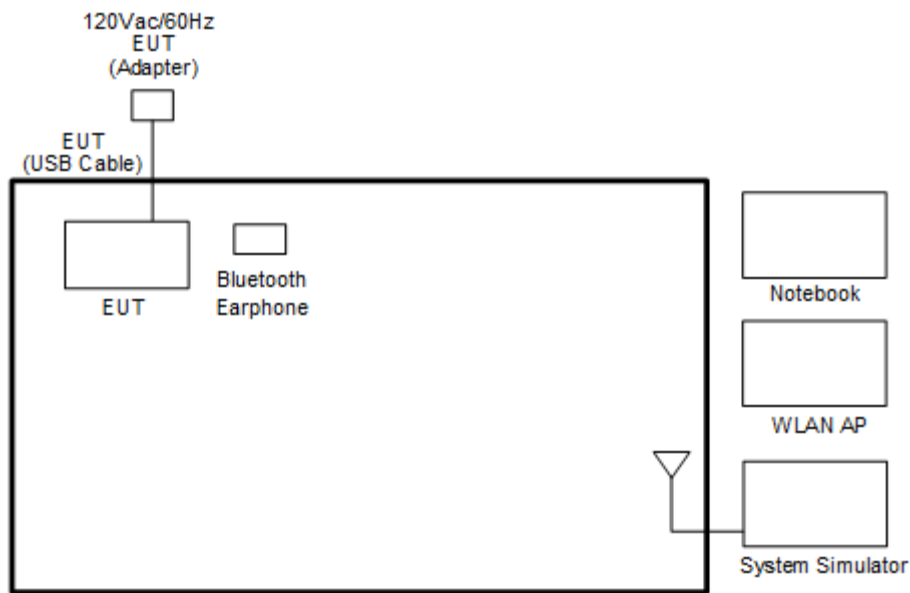 120Vac/60Hz
EUT
(Adapter)
EUT
(USB Cable)
EUT
Bluetooth
Earphone
Notebook
WLAN AP
System Simulator